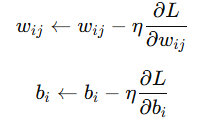 w_{ij} ← w_{ij} − η ∂L/∂w_{ij}
b_i ← b_i − η ∂L/∂b_i